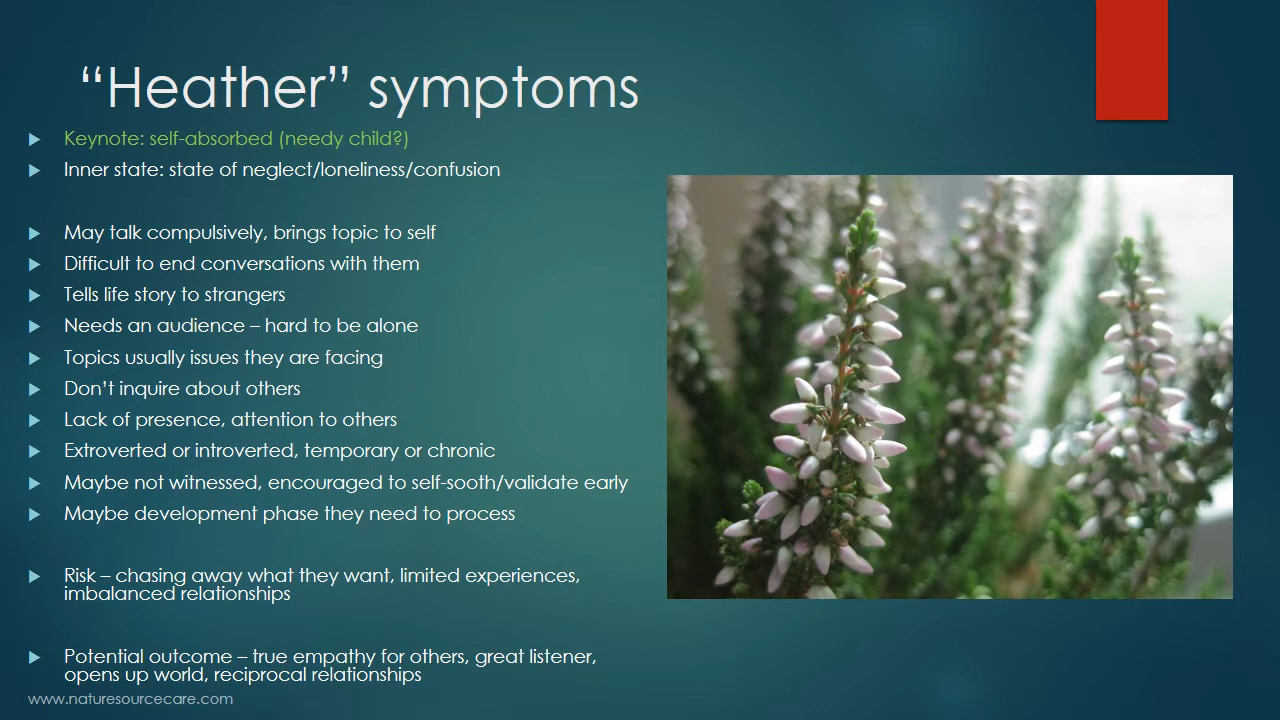 “Heather” symptoms
Keynote: self-absorbed (needy child?)
Inner state: state of neglect/loneliness/confusion
May talk compulsively, brings topic to self
Difficult to end conversations with them
Tells life story to strangers
Needs an audience – hard to be alone
Topics usually issues they are facing
Don’t inquire about others
Lack of presence, attention to others
Extroverted or introverted, temporary or chronic
Maybe not witnessed, encouraged to self-sooth/validate early
Maybe development phase they need to process
Risk – chasing away what they want, limited experiences,
imbalanced relationships
Potential outcome – true empathy for others, great listener,
opens up world, reciprocal relationships
www.naturesourcecare.com